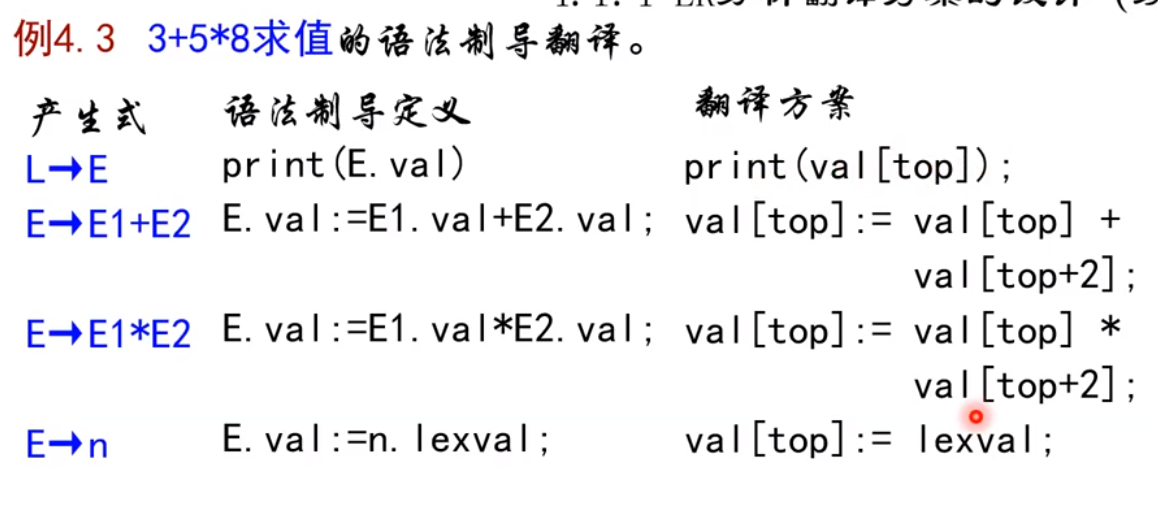 例4.3 3+5*8求值的语法制导翻译。
产生式 语法制导定义 翻译方案
L→E print(E.val) print(val[top]);
E→E1+E2 E.val:=E1.val+E2.val; val[top]:= val[top] +
val[top+2];
E→E1*E2 E.val:=E1.val*E2.val; val[top]:= val[top] *
val[top+2];
E→n E.val:=n.lexval; val[top]:= lexval;